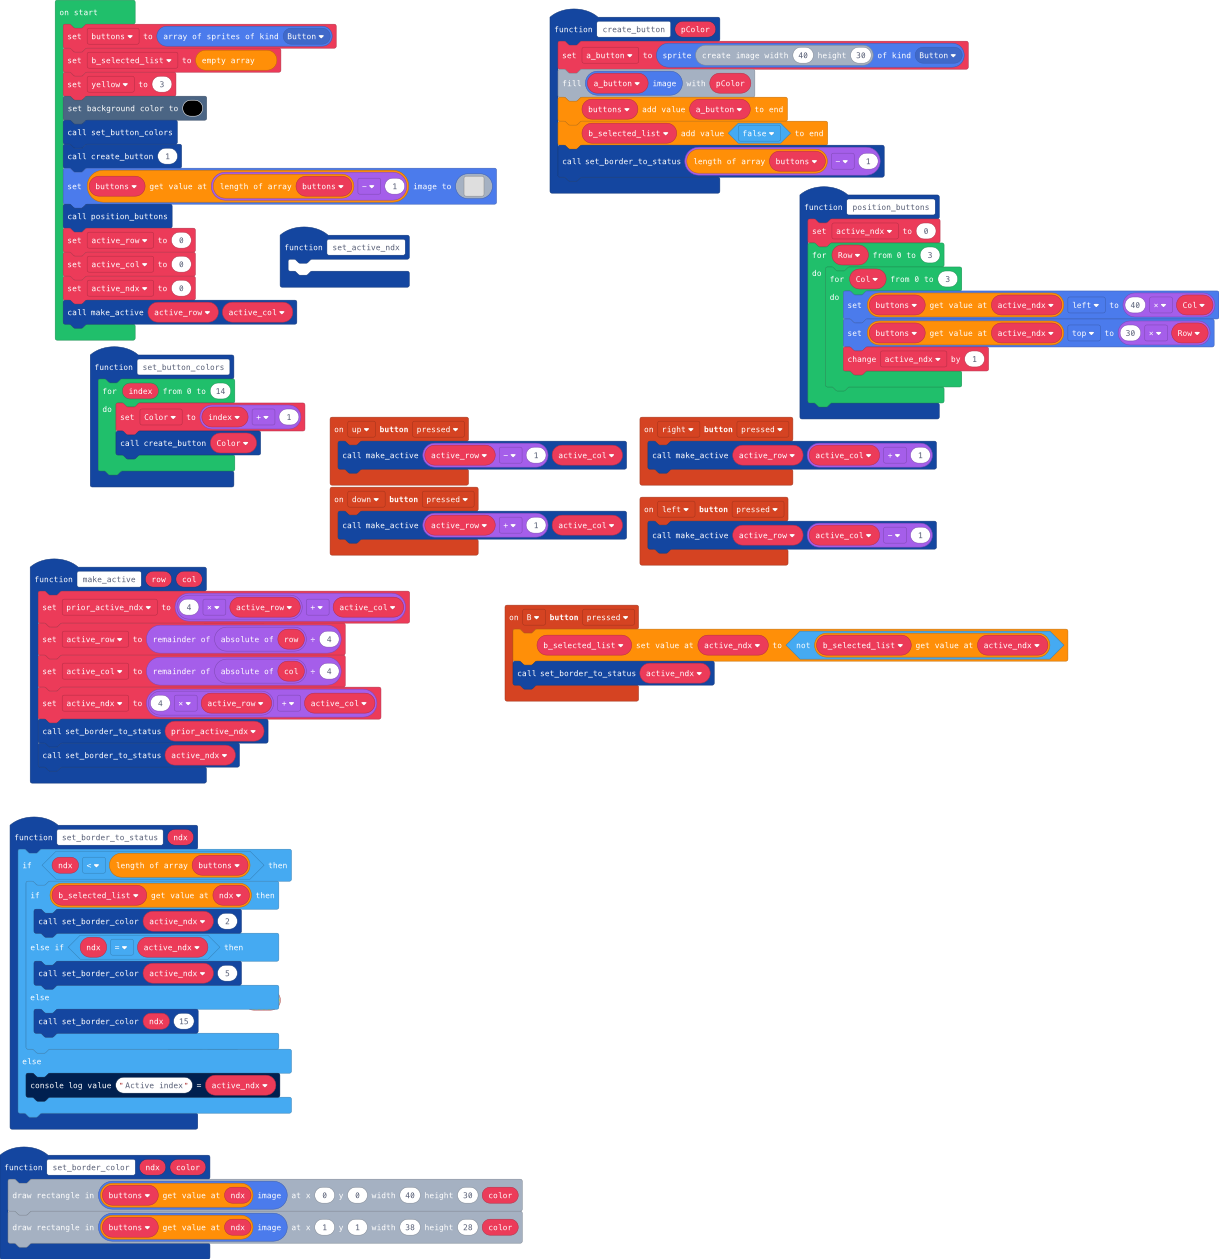 on start
set buttons to array of sprites of kind Button
set b_selected_list to empty array
set yellow to 3
set background color to
call set_button_colors
call create_button 1
set buttons get value at length of array buttons - 1 image to
call position_buttons
set active_row to 0
set active_col to 0
set active_ndx to 0
call make_active active_row active_col
function set_active_ndx
function create_button pColor
set a_button to sprite create image width 40 height 30 of kind Button
fill a_button image with pColor
buttons add value a_button to end
b_selected_list add value false to end
call set_border_to_status length of array buttons - 1
function position_buttons
set active_ndx to 0
for Row from 0 to 3
do for Col from 0 to 3
do set buttons get value at active_ndx left to 40 × Col
set buttons get value at active_ndx top to 30 × Row
change active_ndx by 1
function set_button_colors
for index from 0 to 14
do set Color to index + 1
call create_button Color
on up button pressed
call make_active active_row - 1 active_col
on right button pressed
call make_active active_row active_col + 1
on down button pressed
call make_active active_row + 1 active_col
on left button pressed
call make_active active_row active_col - 1
function make_active row col
set prior_active_ndx to 4 × active_row + active_col
set active_row to remainder of absolute of row ÷ 4
set active_col to remainder of absolute of col ÷ 4
set active_ndx to 4 × active_row + active_col
call set_border_to_status prior_active_ndx
call set_border_to_status active_ndx
on B button pressed
b_selected_list set value at active_ndx to not b_selected_list get value at active_ndx
call set_border_to_status active_ndx
function set_border_to_status ndx
if ndx < length of array buttons then
if b_selected_list get value at ndx then
call set_border_color active_ndx 2
else if ndx = active_ndx then
call set_border_color active_ndx 5
else
call set_border_color ndx 15
else
console log value "Active index" = active_ndx
function set_border_color ndx color
draw rectangle in buttons get value at ndx image at x 0 y 0 width 40 height 30 color
draw rectangle in buttons get value at ndx image at x 1 y 1 width 38 height 28 color